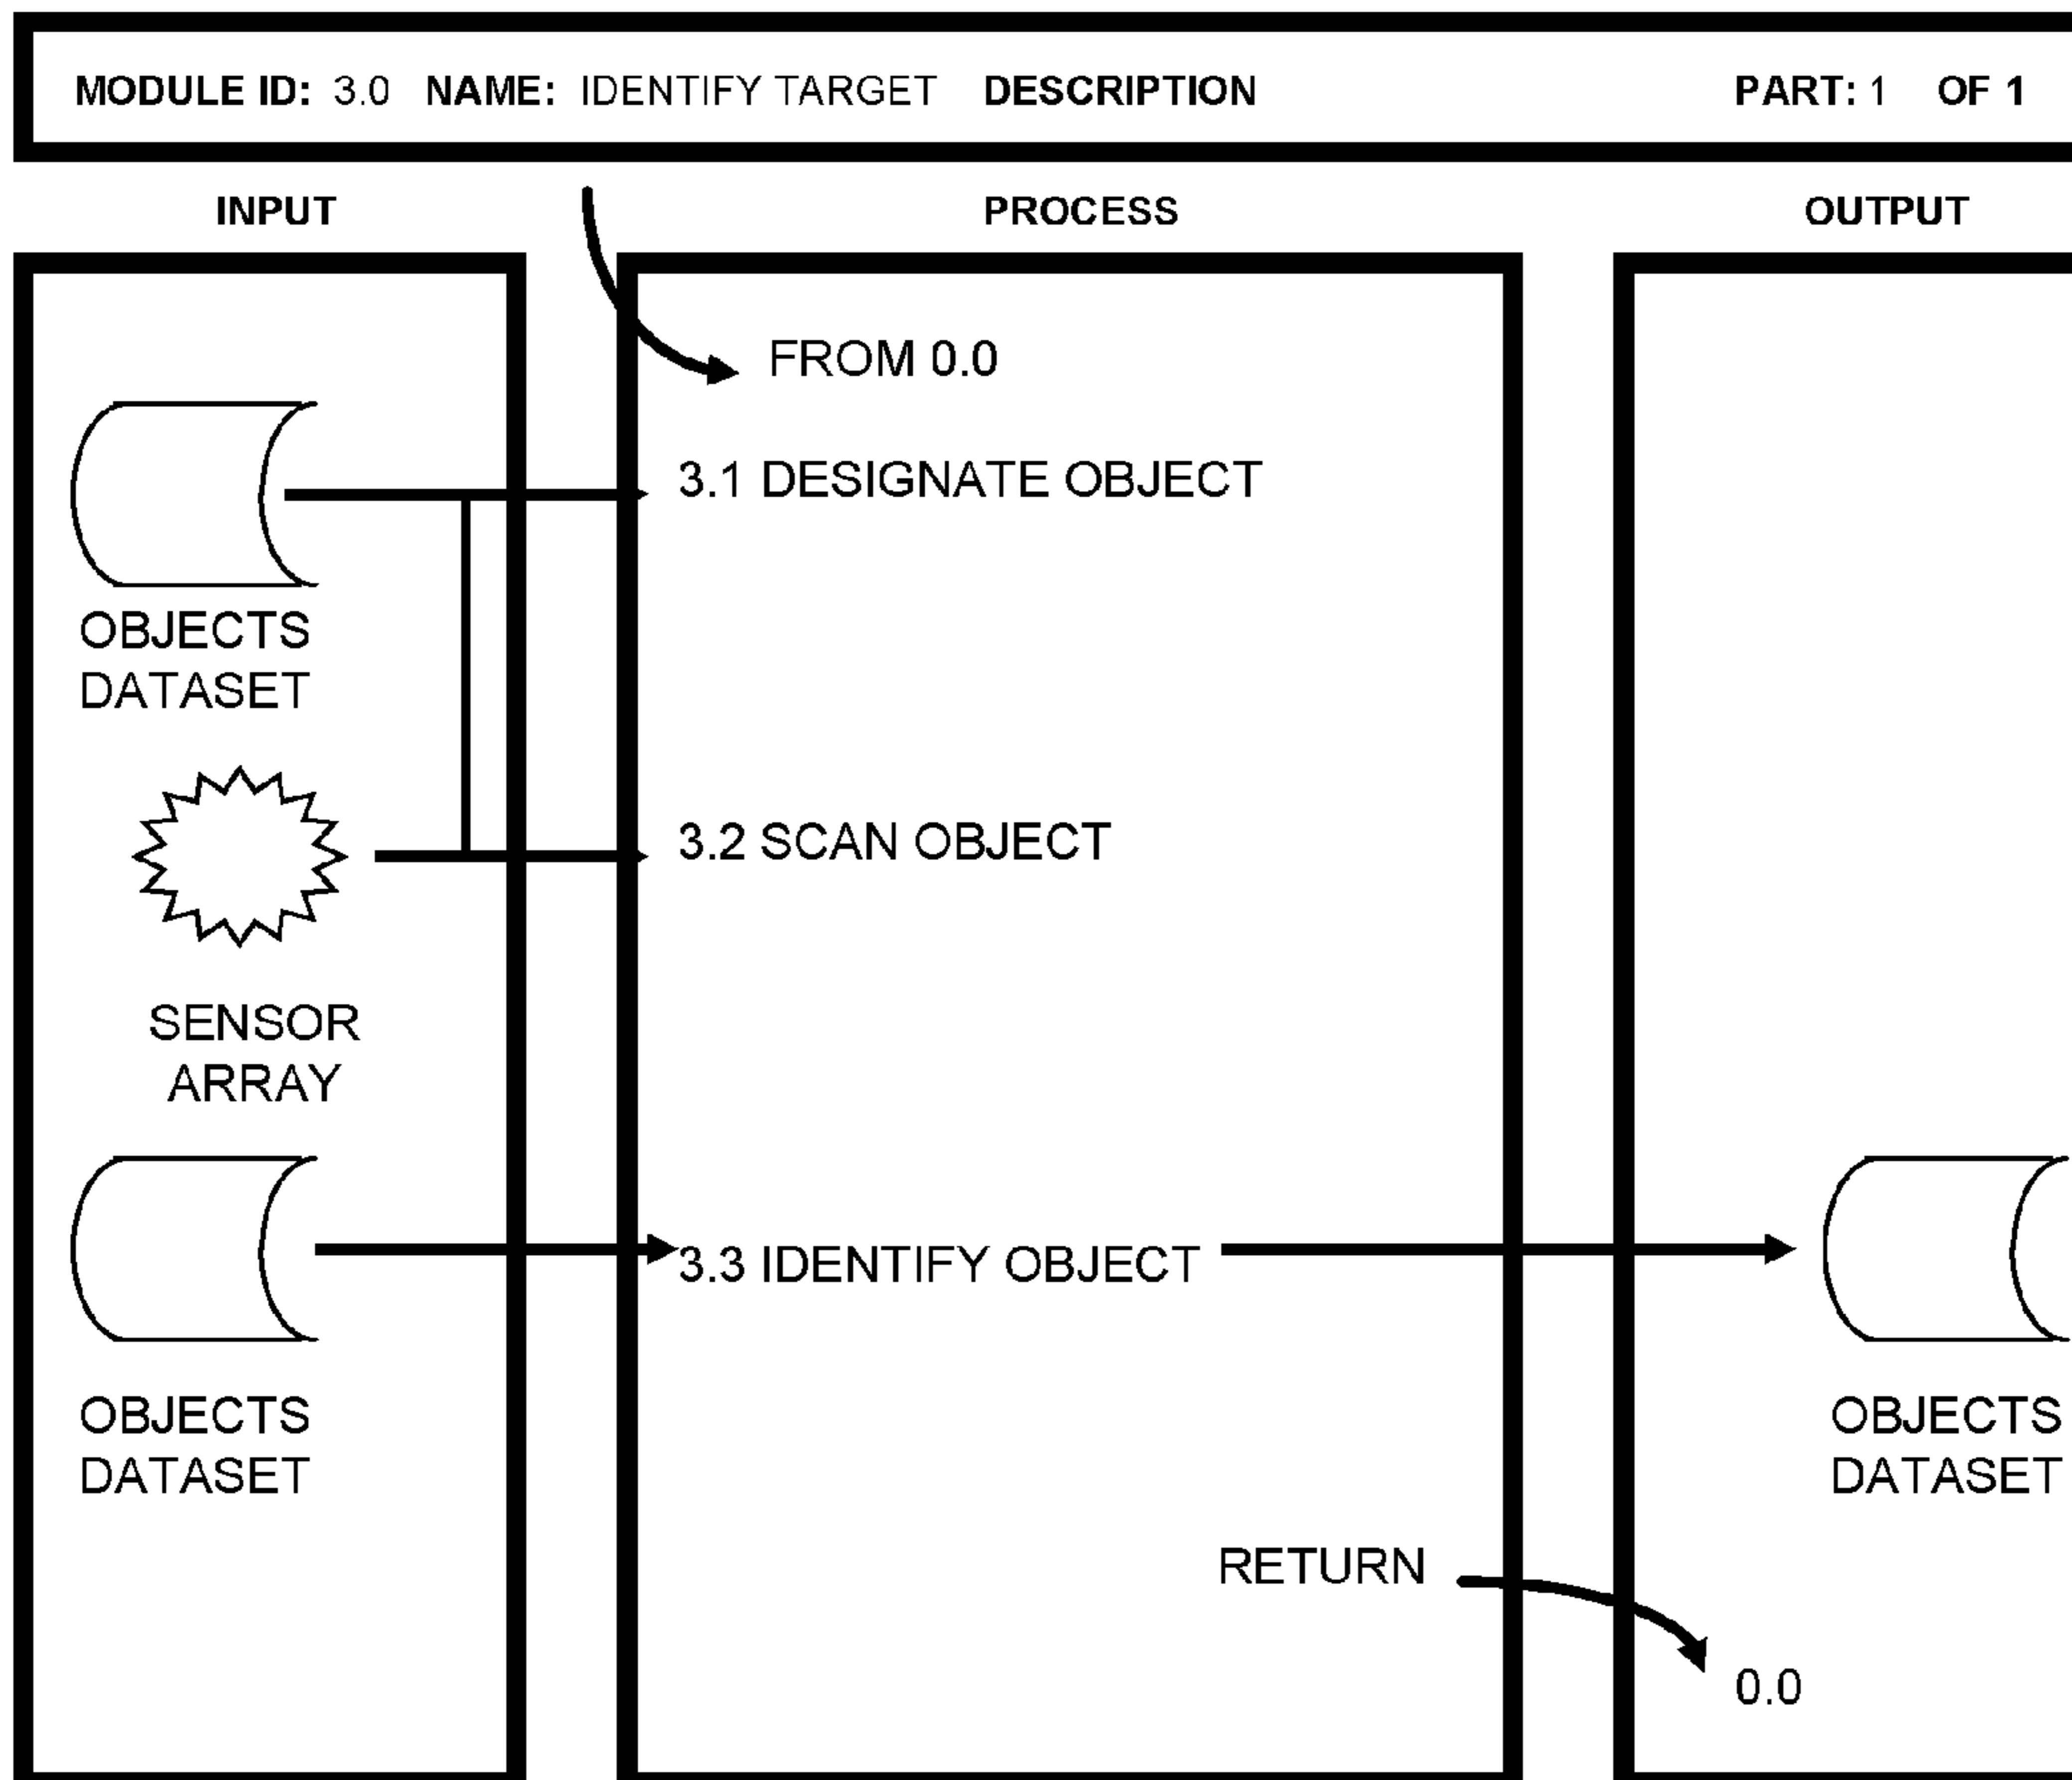 MODULE ID: 3.0 NAME: IDENTIFY TARGET DESCRIPTION PART: 1 OF 1
INPUT PROCESS OUTPUT
FROM 0.0
3.1 DESIGNATE OBJECT
OBJECTS
DATASET
3.2 SCAN OBJECT
SENSOR
ARRAY
3.3 IDENTIFY OBJECT
OBJECTS
DATASET
OBJECTS
DATASET
RETURN
0.0